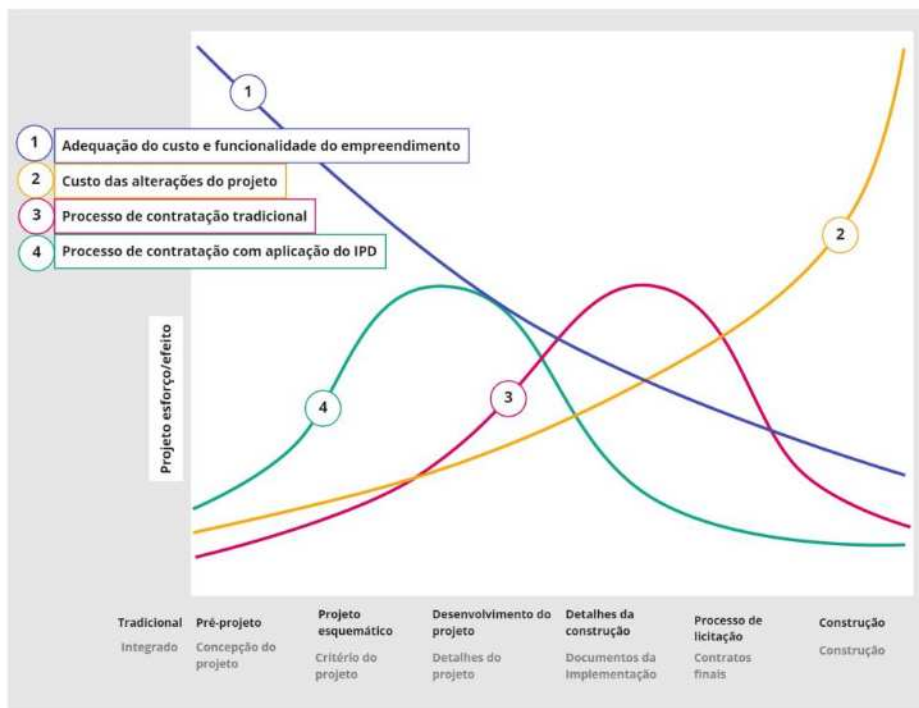 1
1 Adequação do custo e funcionalidade do empreendimento
2 Custo das alterações do projeto
3 Processo de contratação tradicional
4 Processo de contratação com aplicação do IPD
2
3
4
Projeto esforço/efeito
Tradicional
Integrado
Pré-projeto
Concepção do
projeto
Projeto
esquemático
Critério do
projeto
Desenvolvimento do
projeto
Detalhes do
projeto
Detalhes da
construção
Documentos da
Implementação
Processo de
licitação
Contratos
finais
Construção
Construção